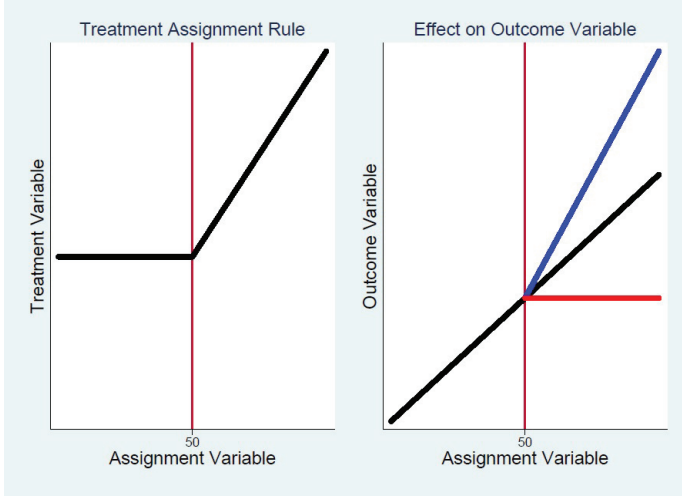 Treatment Assignment Rule
Treatment Variable
50
Assignment Variable
Effect on Outcome Variable
Outcome Variable
50
Assignment Variable